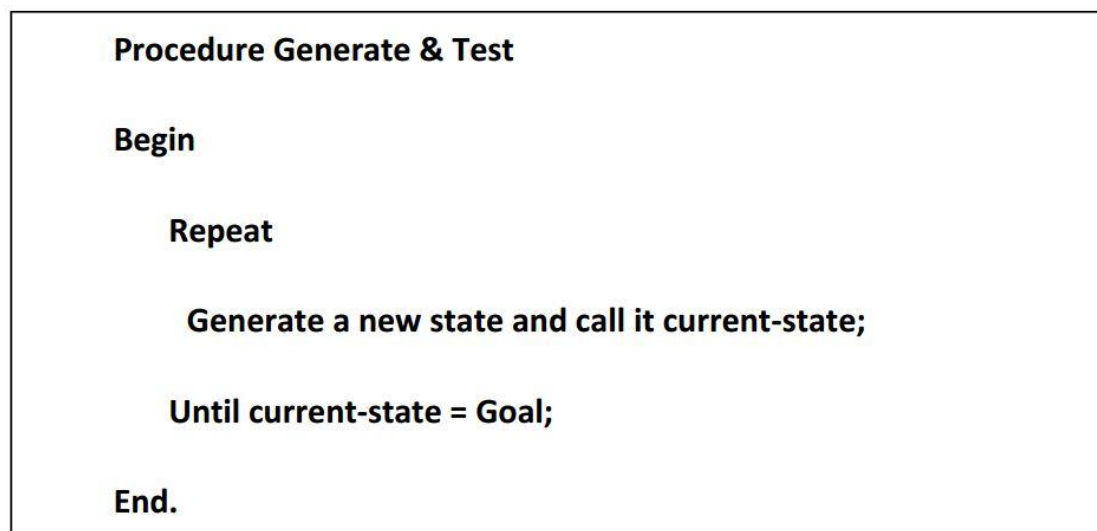 Procedure Generate & Test
Begin
Repeat
Generate a new state and call it current-state;
Until current-state = Goal;
End.